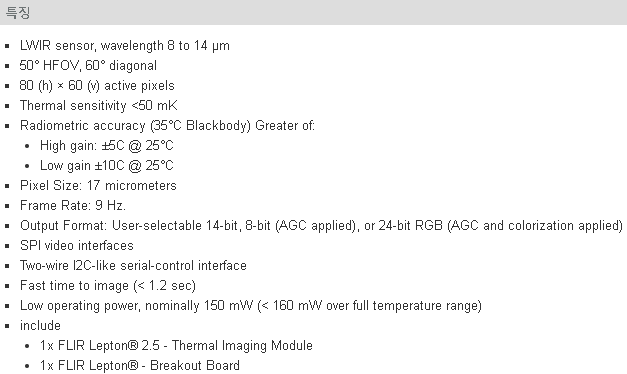 특징
LWIR sensor, wavelength 8 to 14 µm
50° HFOV, 60° diagonal
80 (h) × 60 (v) active pixels
Thermal sensitivity <50 mK
Radiometric accuracy (35°C Blackbody) Greater of:
High gain: ±5C @ 25°C
Low gain ±10C @ 25°C
Pixel Size: 17 micrometers
Frame Rate: 9 Hz.
Output Format: User-selectable 14-bit, 8-bit (AGC applied), or 24-bit RGB (AGC and colorization applied)
SPI video interfaces
Two-wire I2C-like serial-control interface
Fast time to image (< 1.2 sec)
Low operating power, nominally 150 mW (< 160 mW over full temperature range)
include
1x FLIR Lepton® 2.5 - Thermal Imaging Module
1x FLIR Lepton® - Breakout Board